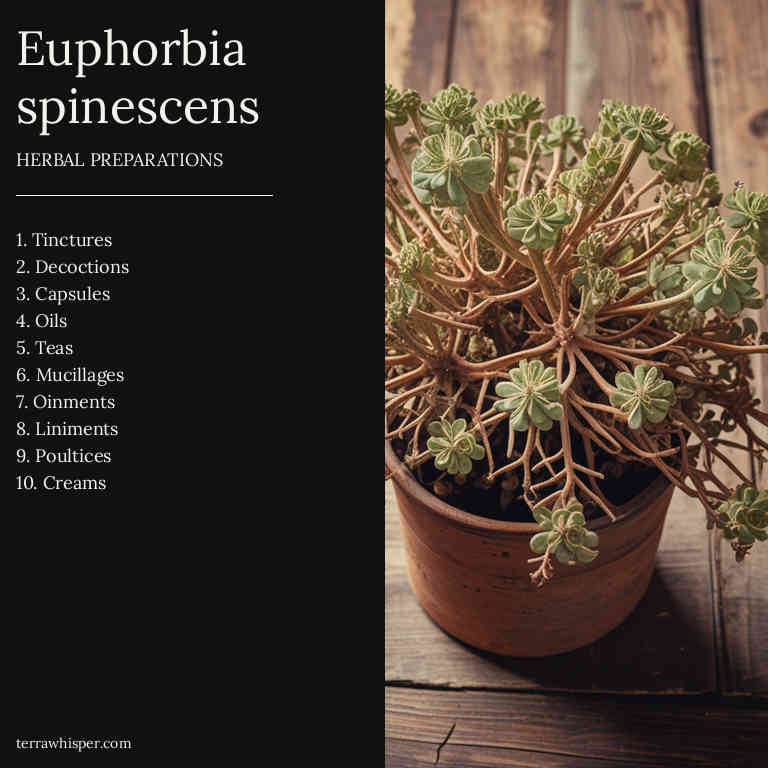 Euphorbia
spinescens
HERBAL PREPARATIONS
1. Tinctures
2. Decoctions
3. Capsules
4. Oils
5. Teas
6. Mucillages
7. Oinments
8. Liniments
9. Poultices
10. Creams
terrawhisper.com